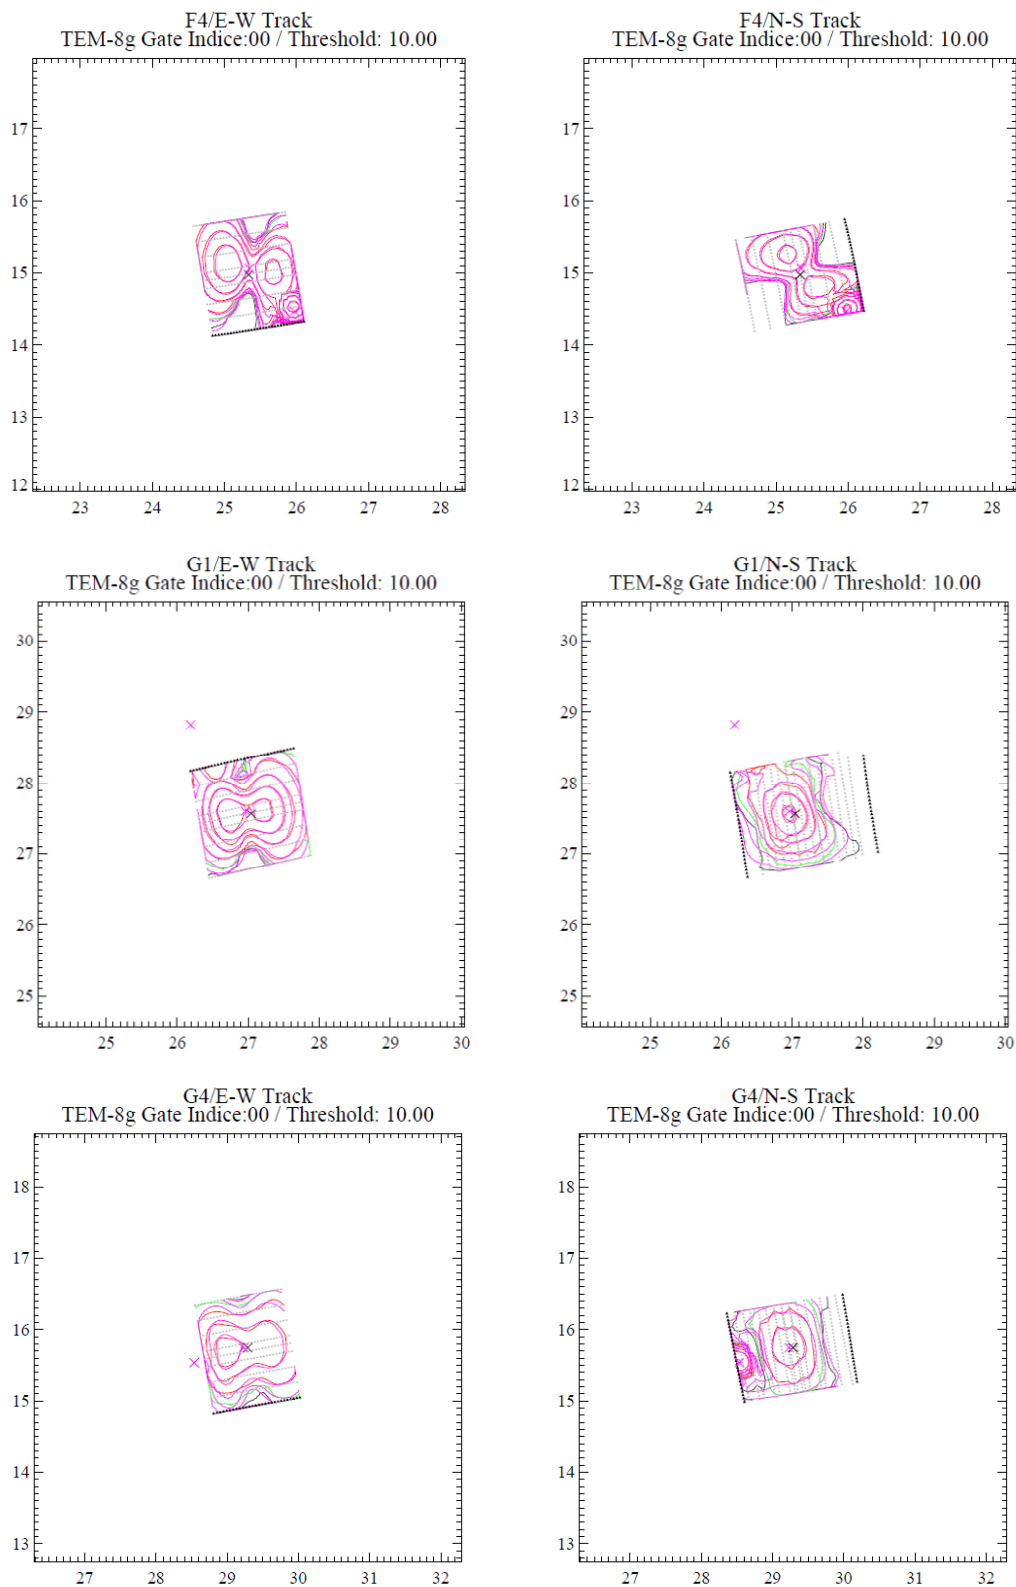 F4/E-W Track
TEM-8g Gate Indice:00 / Threshold: 10.00
17
16
15
14
13
12
23 24 25 26 27 28
F4/N-S Track
TEM-8g Gate Indice:00 / Threshold: 10.00
17
16
15
14
13
12
23 24 25 26 27 28
G1/E-W Track
TEM-8g Gate Indice:00 / Threshold: 10.00
30
29
28
27
26
25
25 26 27 28 29 30
G1/N-S Track
TEM-8g Gate Indice:00 / Threshold: 10.00
30
29
28
27
26
25
25 26 27 28 29 30
G4/E-W Track
TEM-8g Gate Indice:00 / Threshold: 10.00
18
17
16
15
14
13
27 28 29 30 31 32
G4/N-S Track
TEM-8g Gate Indice:00 / Threshold: 10.00
18
17
16
15
14
13
27 28 29 30 31 32